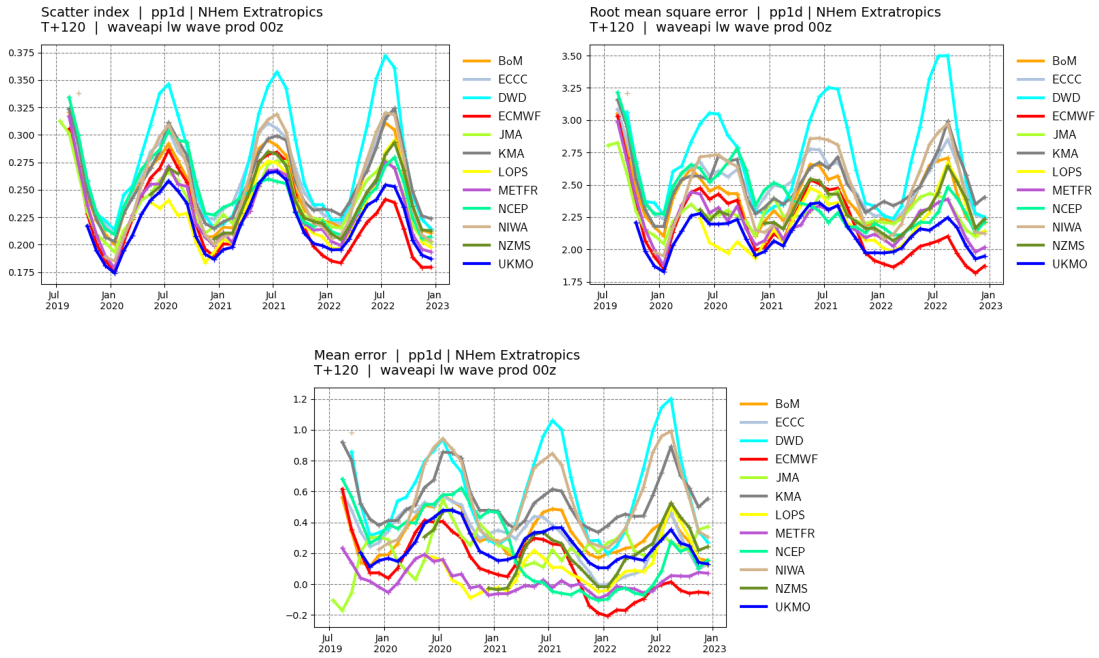 Scatter index | pp1d | NHem Extratropics
T+120 | waveapi lw wave prod 00z
0.375
0.350
0.325
0.300
0.275
0.250
0.225
0.200
0.175
Jul 2019
Jan 2020
Jul 2020
Jan 2021
Jul 2021
Jan 2022
Jul 2022
Jan 2023
BoM
ECCC
DWD
ECMWF
JMA
KMA
LOPS
METFR
NCEP
NIWA
NZMS
UKMO
Root mean square error | pp1d | NHem Extratropics
T+120 | waveapi lw wave prod 00z
3.50
3.25
3.00
2.75
2.50
2.25
2.00
1.75
Jul 2019
Jan 2020
Jul 2020
Jan 2021
Jul 2021
Jan 2022
Jul 2022
Jan 2023
BoM
ECCC
DWD
ECMWF
JMA
KMA
LOPS
METFR
NCEP
NIWA
NZMS
UKMO
Mean error | pp1d | NHem Extratropics
T+120 | waveapi lw wave prod 00z
1.2
1.0
0.8
0.6
0.4
0.2
0.0
−0.2
Jul 2019
Jan 2020
Jul 2020
Jan 2021
Jul 2021
Jan 2022
Jul 2022
Jan 2023
BoM
ECCC
DWD
ECMWF
JMA
KMA
LOPS
METFR
NCEP
NIWA
NZMS
UKMO